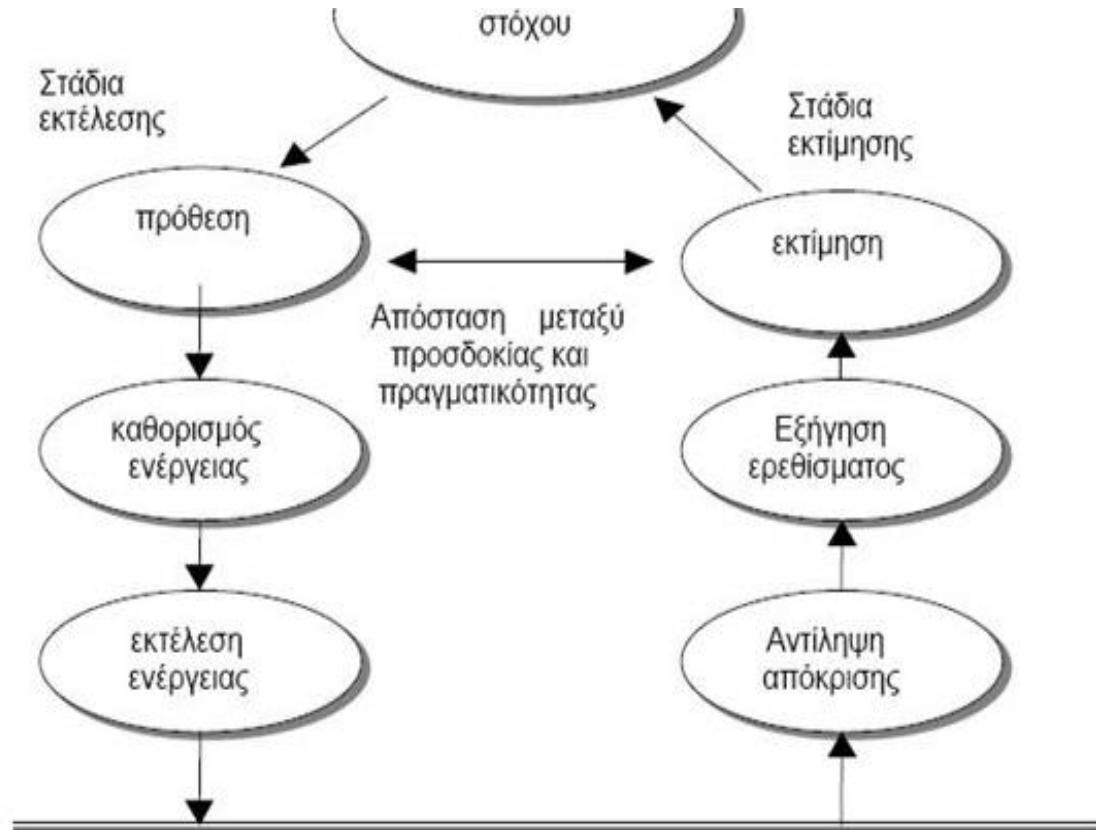 στόχου
Στάδια
εκτέλεσης
Στάδια
εκτίμησης
πρόθεση
εκτίμηση
Απόσταση μεταξύ
προσδοκίας και
πραγματικότητας
καθορισμός
ενέργειας
Εξήγηση
ερεθίσματος
εκτέλεση
ενέργειας
Αντίληψη
απόκρισης